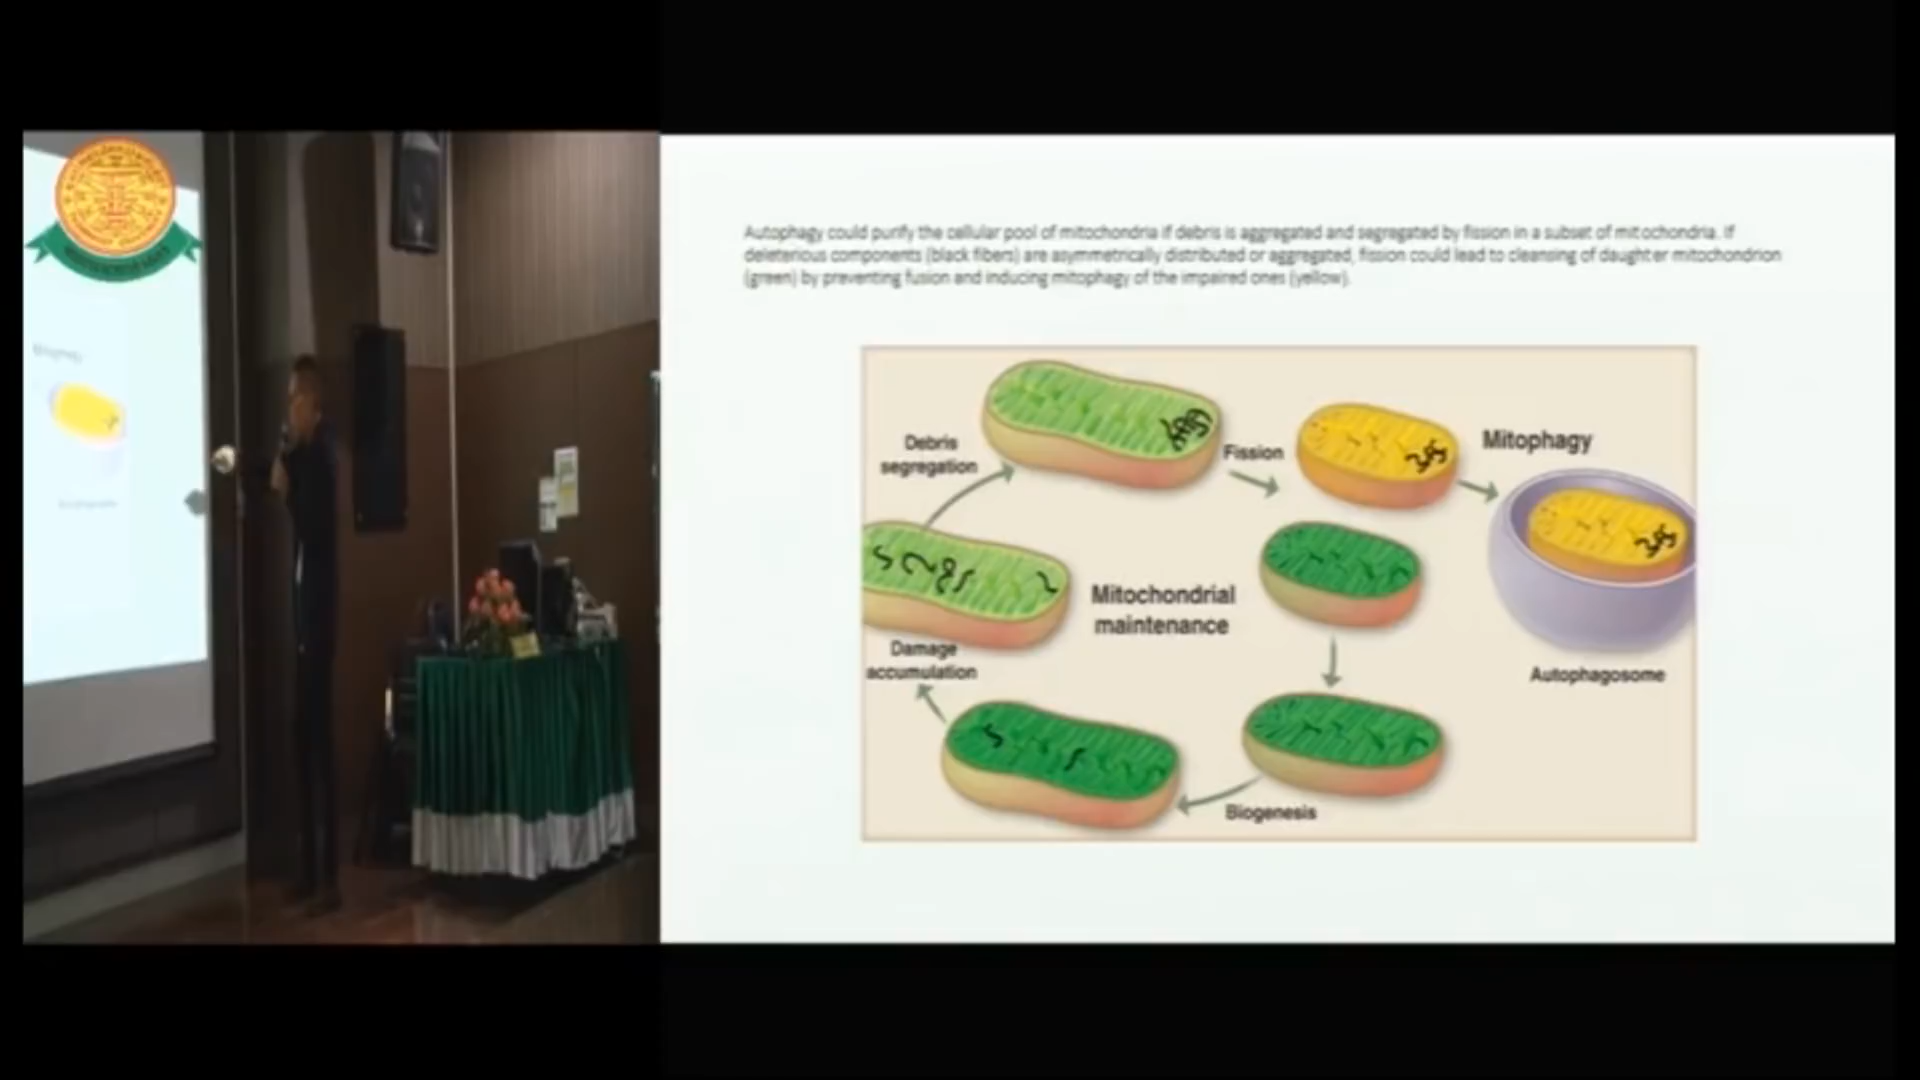 Autophagy could purify the cellular pool of mitochondria if debris is aggregated and segregated by fission in a subset of mitochondria. If
deleterious components (black fibers) are asymmetrically distributed or aggregated, fission could lead to cleansing of daughter mitochondrion
(green) by preventing fusion and inducing mitophagy of the impaired ones (yellow).
Debris
segregation
Fission
Mitophagy
Mitochondrial
maintenance
Damage
accumulation
Autophagosome
Biogenesis